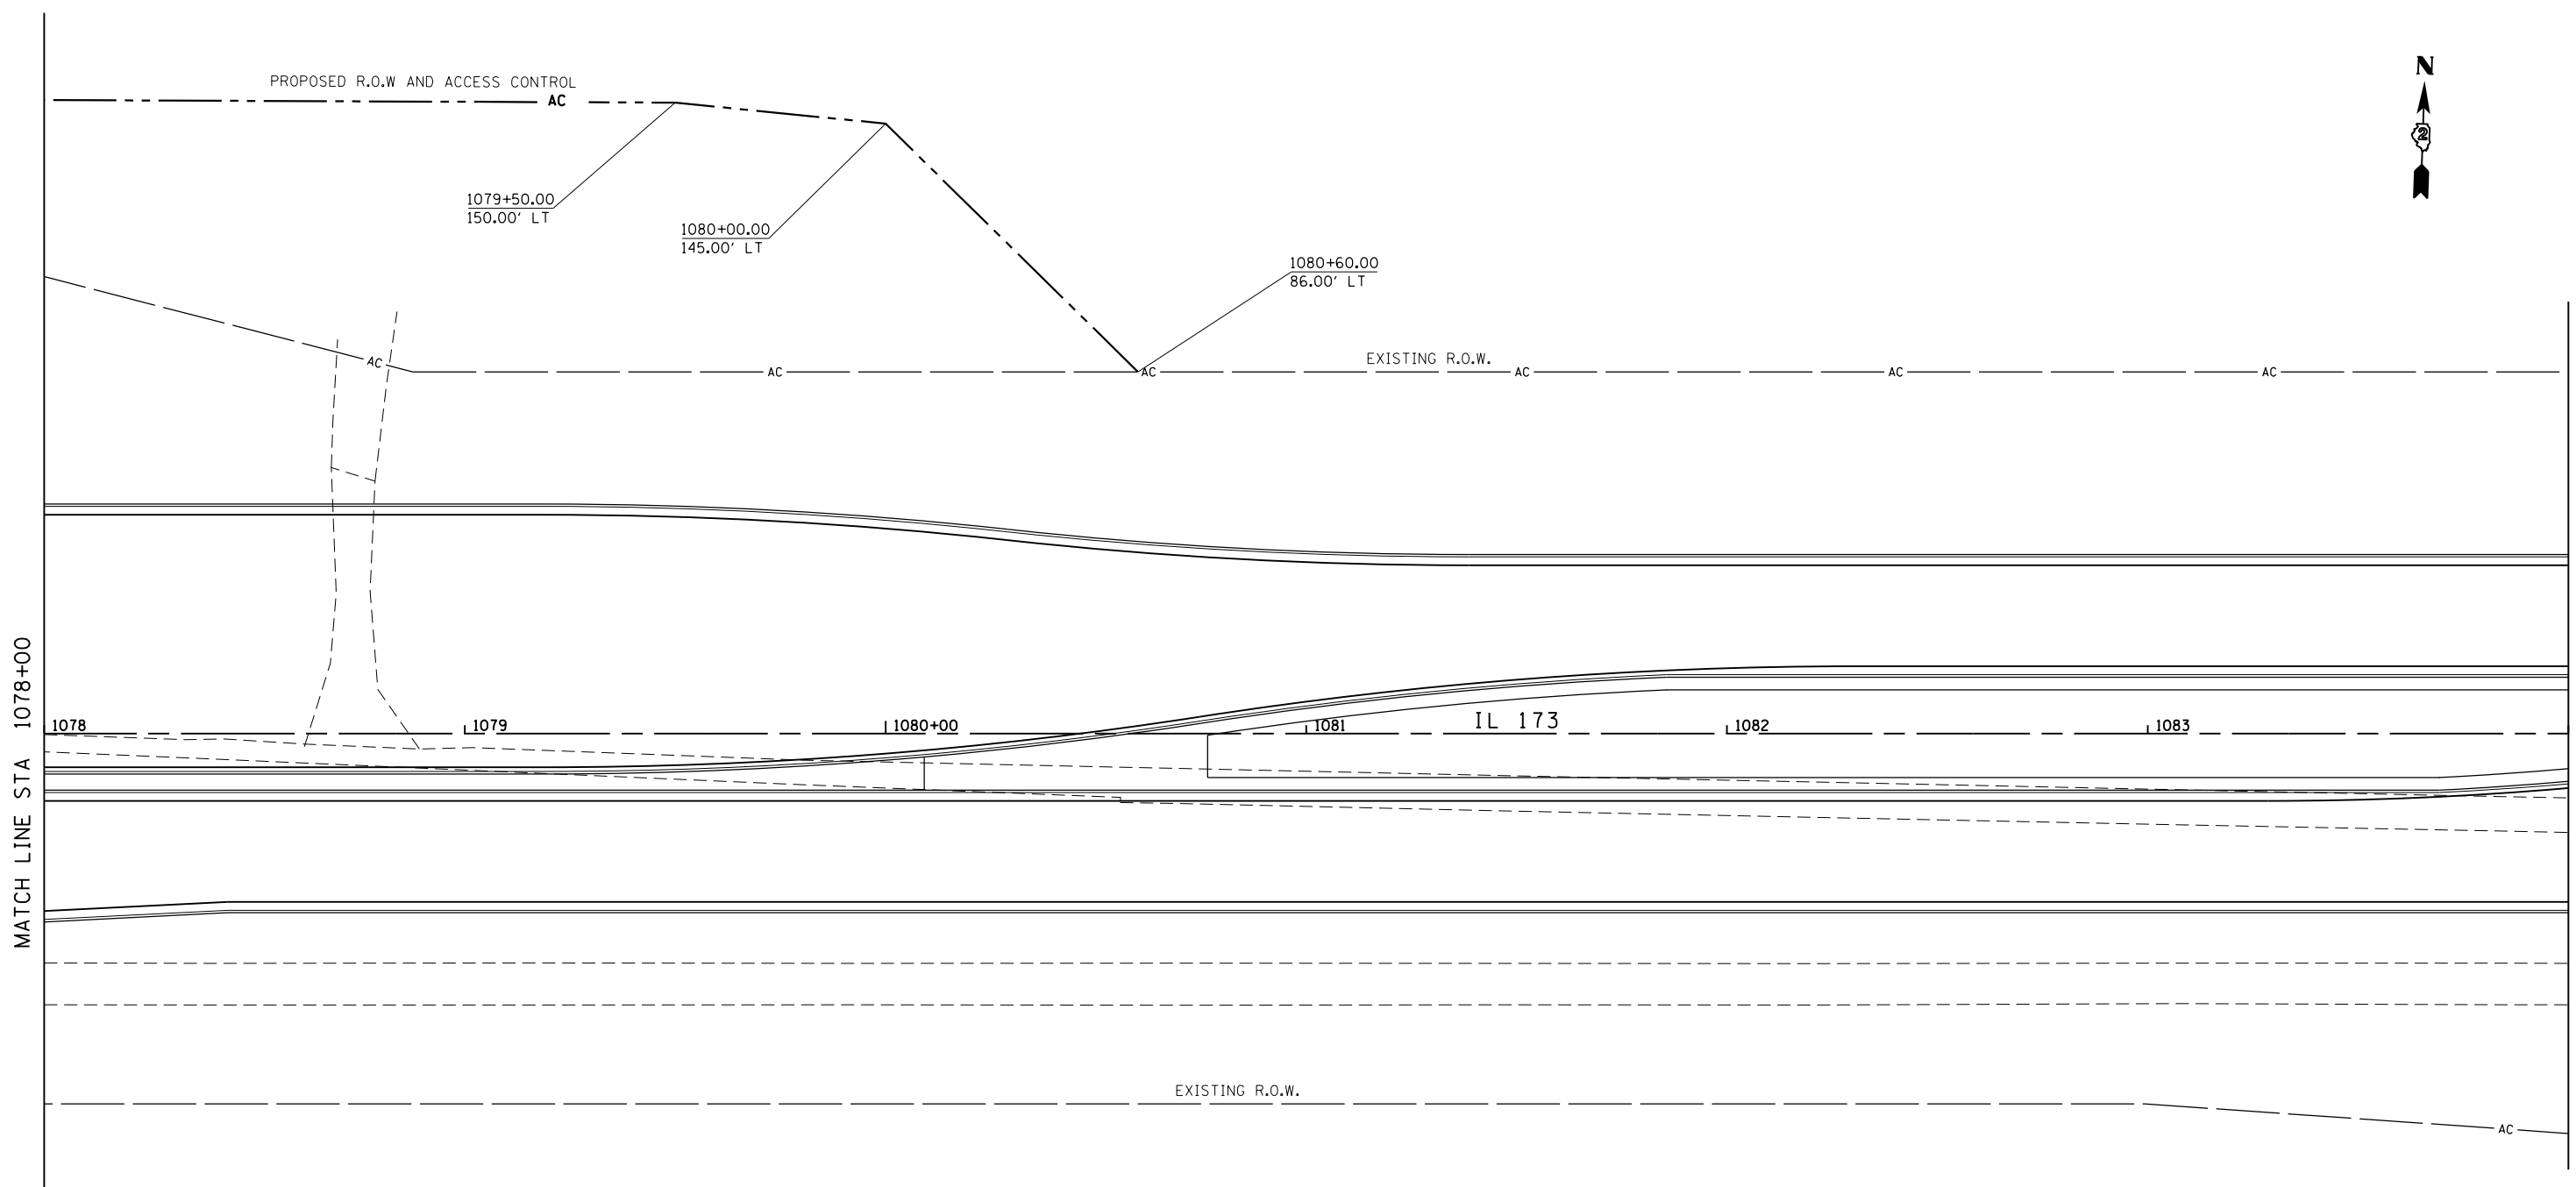 N
PROPOSED R.O.W AND ACCESS CONTROL
AC
2
1079+50.00
150.00' LT
1080+00.00
145.00' LT
1080+60.00
86.00' LT
EXISTING R.O.W.
AC
AC
AC
AC
AC
AC
MATCH LINE STA 1078+00
IL 173
1078
1079
1080+00
1081
1082
1083
EXISTING R.O.W.
AC